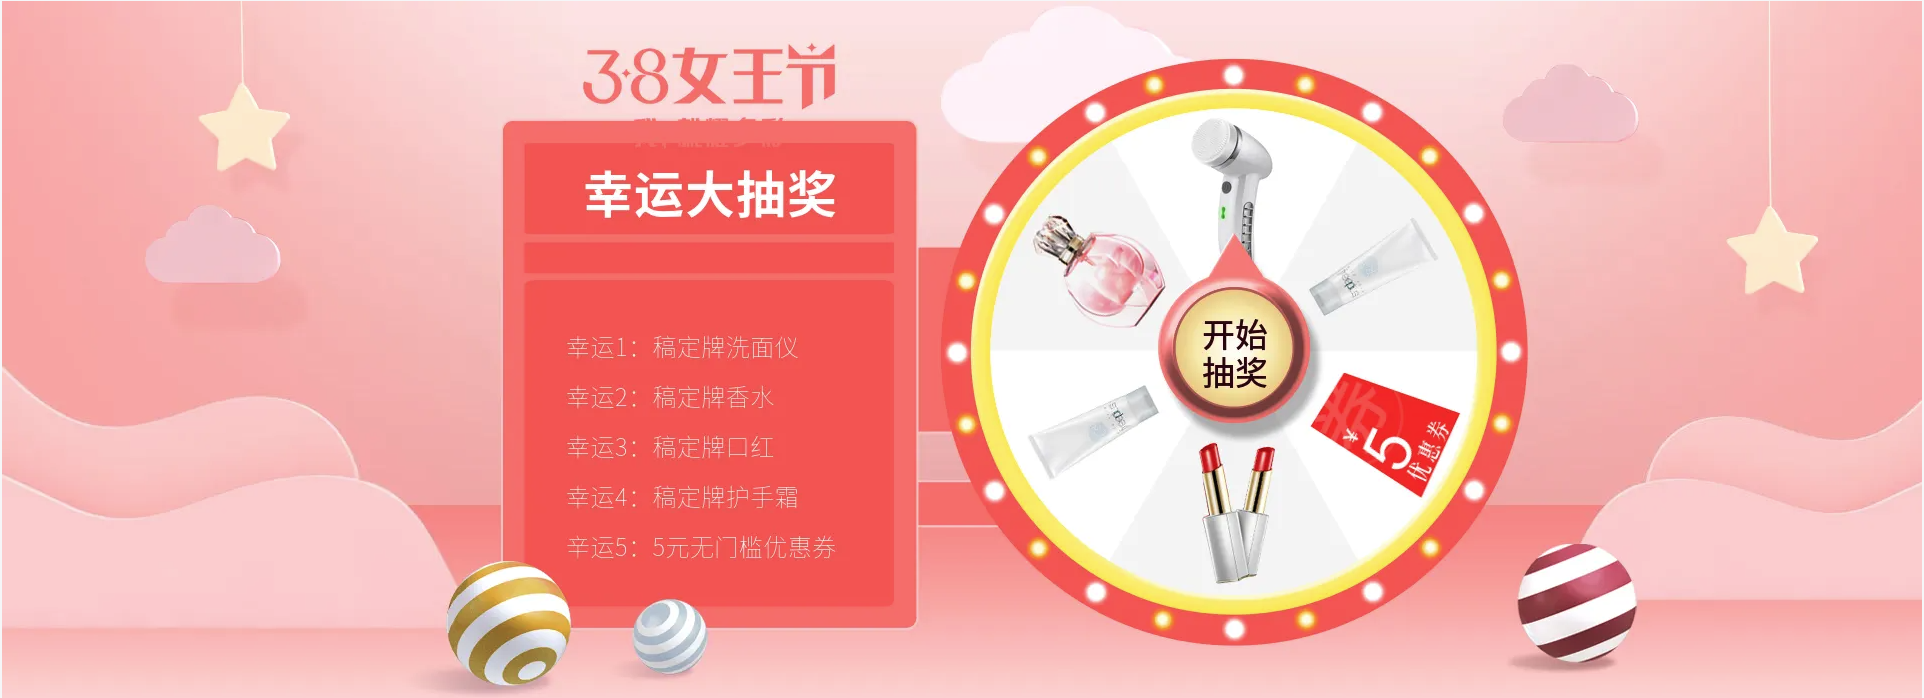 3.8女王节
幸运大抽奖
幸运1：稿定牌洗面仪
幸运2：稿定牌香水
幸运3：稿定牌口红
幸运4：稿定牌护手霜
辛运5：5元无门槛优惠券
开始
抽奖
券
¥5
优惠券